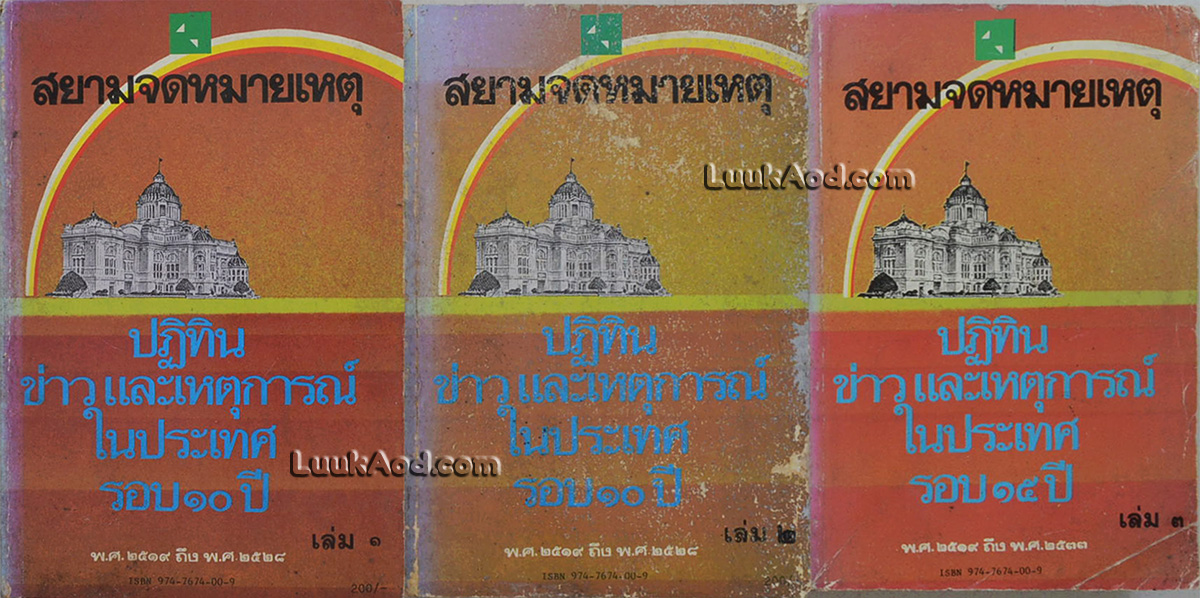 สยามจดหมายเหตุ
ปฏิทิน
ข่าว และเหตุการณ์
ในประเทศ
รอบ ๑๐ ปี
เล่ม ๑
พ.ศ. ๒๕๑๙ ถึง พ.ศ. ๒๕๒๘
ISBN 974-7674-00-9
200/-
LuukAod.com
สยามจดหมายเหตุ
ปฏิทิน
ข่าว และเหตุการณ์
ในประเทศ
รอบ ๑๐ ปี
เล่ม ๒
พ.ศ. ๒๕๑๙ ถึง พ.ศ. ๒๕๒๘
ISBN 974-7674-00-9
200/-
LuukAod.com
สยามจดหมายเหตุ
ปฏิทิน
ข่าว และเหตุการณ์
ในประเทศ
รอบ ๑๕ ปี
เล่ม ๓
พ.ศ. ๒๕๑๙ ถึง พ.ศ. ๒๕๓๓
ISBN 974-7674-00-9